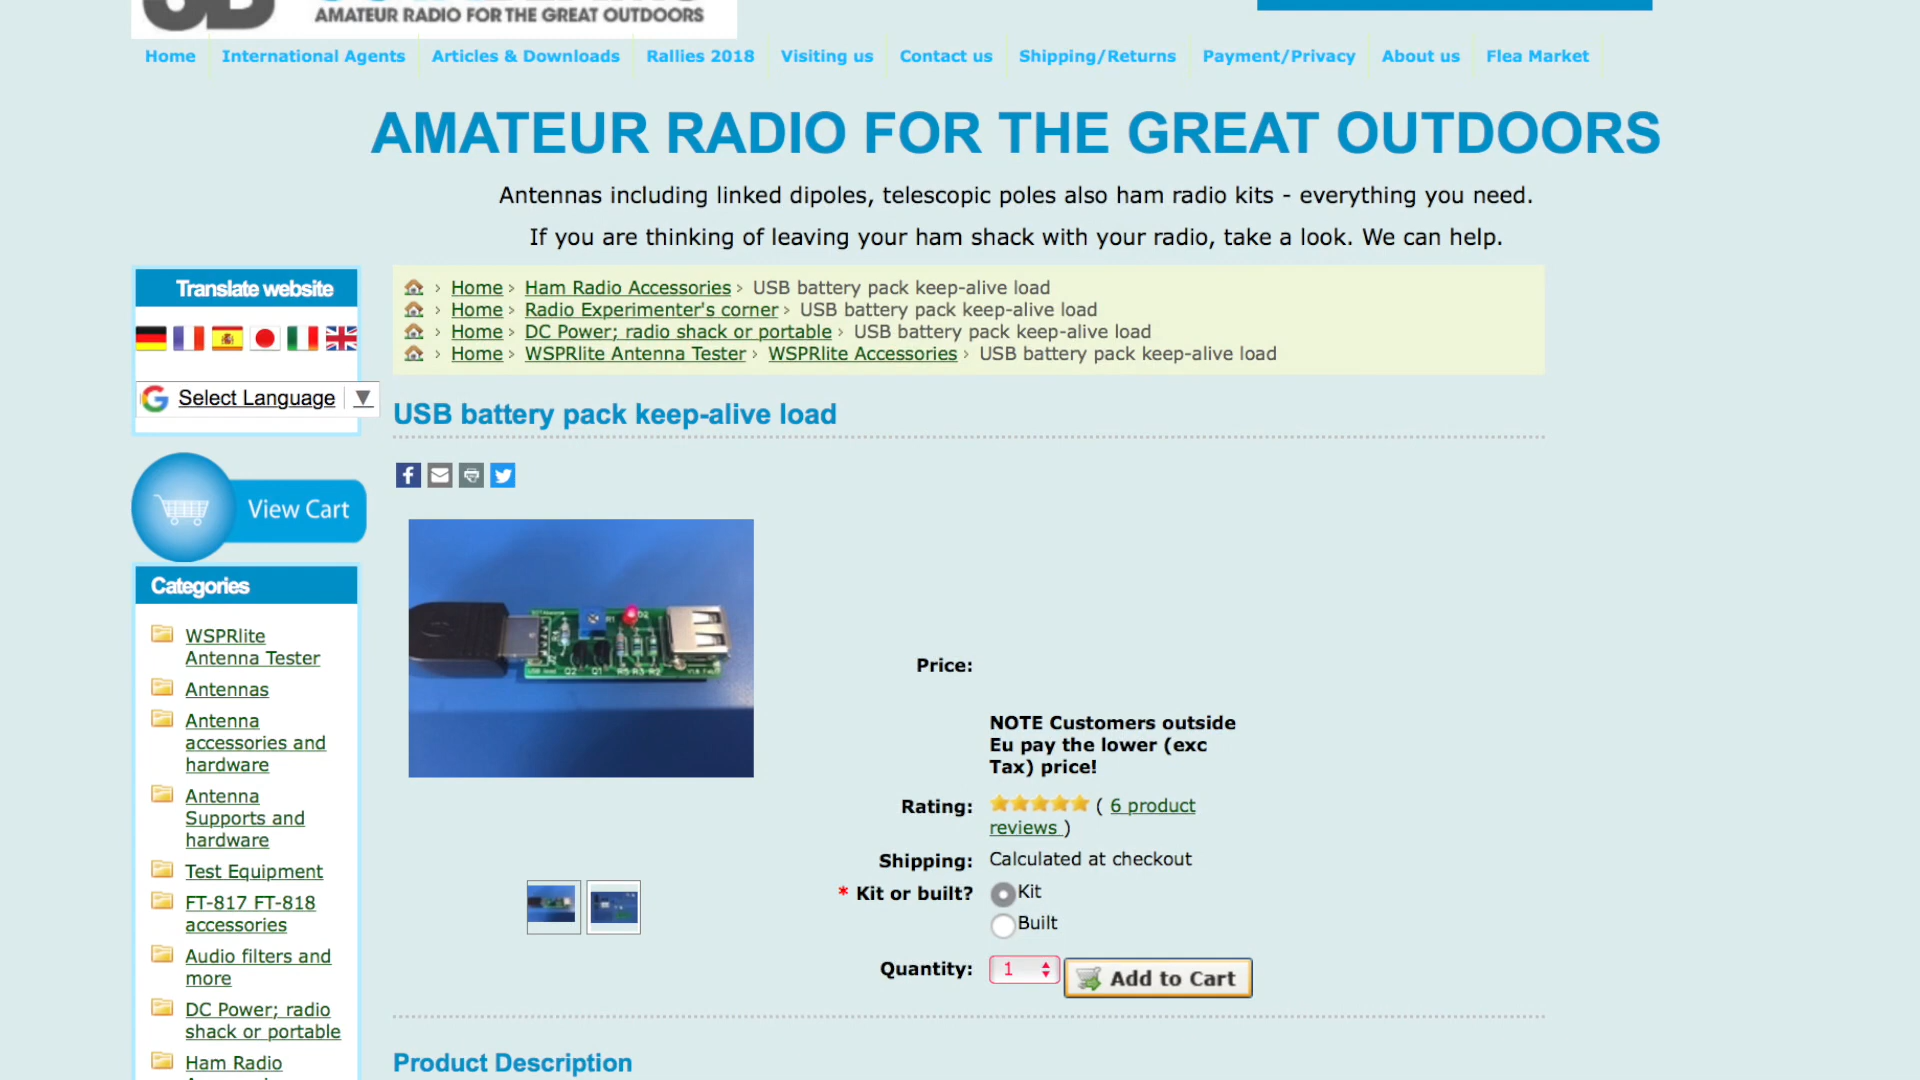 AMATEUR RADIO FOR THE GREAT OUTDOORS
Home International Agents Articles & Downloads Rallies 2018 Visiting us Contact us Shipping/Returns Payment/Privacy About us Flea Market
AMATEUR RADIO FOR THE GREAT OUTDOORS
Antennas including linked dipoles, telescopic poles also ham radio kits - everything you need.
If you are thinking of leaving your ham shack with your radio, take a look. We can help.
Translate website
Select Language ▼
View Cart
Categories
WSPRlite
Antenna Tester
Antennas
Antenna
accessories and
hardware
Antenna
Supports and
hardware
Test Equipment
FT-817 FT-818
accessories
Audio filters and
more
DC Power; radio
shack or portable
Ham Radio
› Home › Ham Radio Accessories › USB battery pack keep-alive load
› Home › Radio Experimenter's corner › USB battery pack keep-alive load
› Home › DC Power; radio shack or portable › USB battery pack keep-alive load
› Home › WSPRlite Antenna Tester › WSPRlite Accessories › USB battery pack keep-alive load
USB battery pack keep-alive load
R1 D2
Q2 Q1 R5 R3 R2
Price:
NOTE Customers outside
Eu pay the lower (exc
Tax) price!
Rating: ( 6 product
reviews )
Shipping: Calculated at checkout
* Kit or built? Kit
Built
Quantity: 1 Add to Cart
Product Description